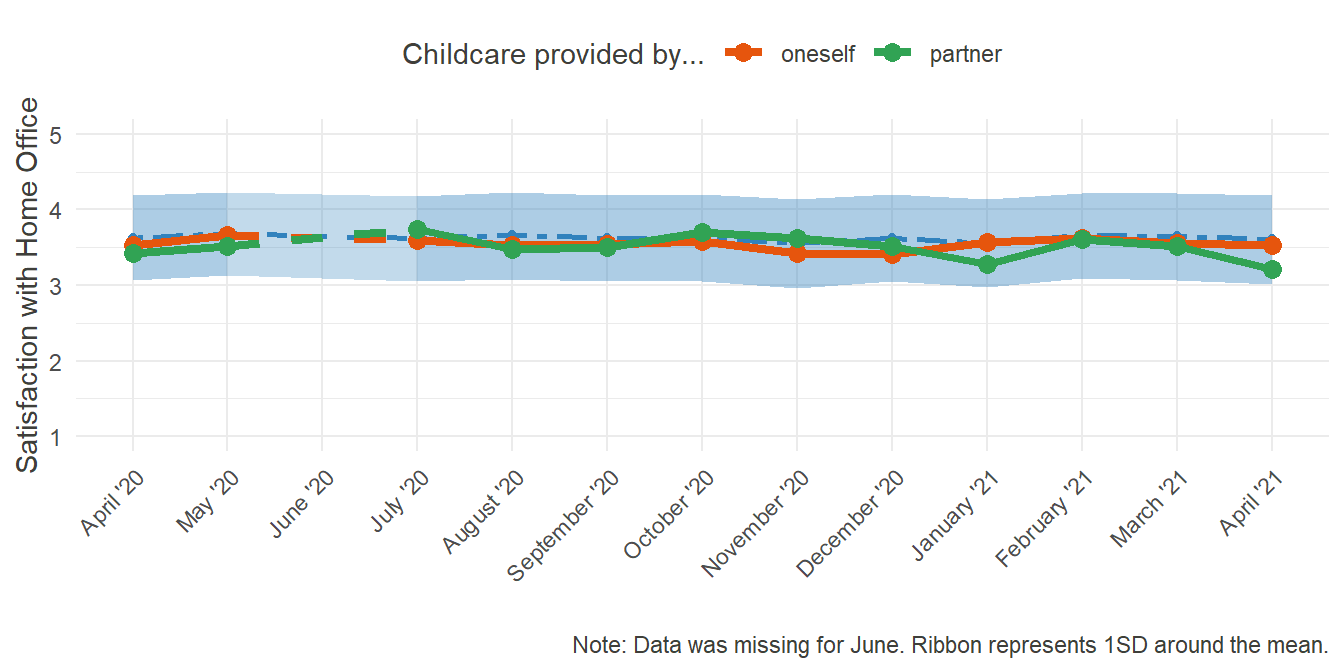 Childcare provided by... oneself partner
Satisfaction with Home Office
5
4
3
2
1
April '20
May '20
June '20
July '20
August '20
September '20
October '20
November '20
December '20
January '21
February '21
March '21
April '21
Note: Data was missing for June. Ribbon represents 1SD around the mean.